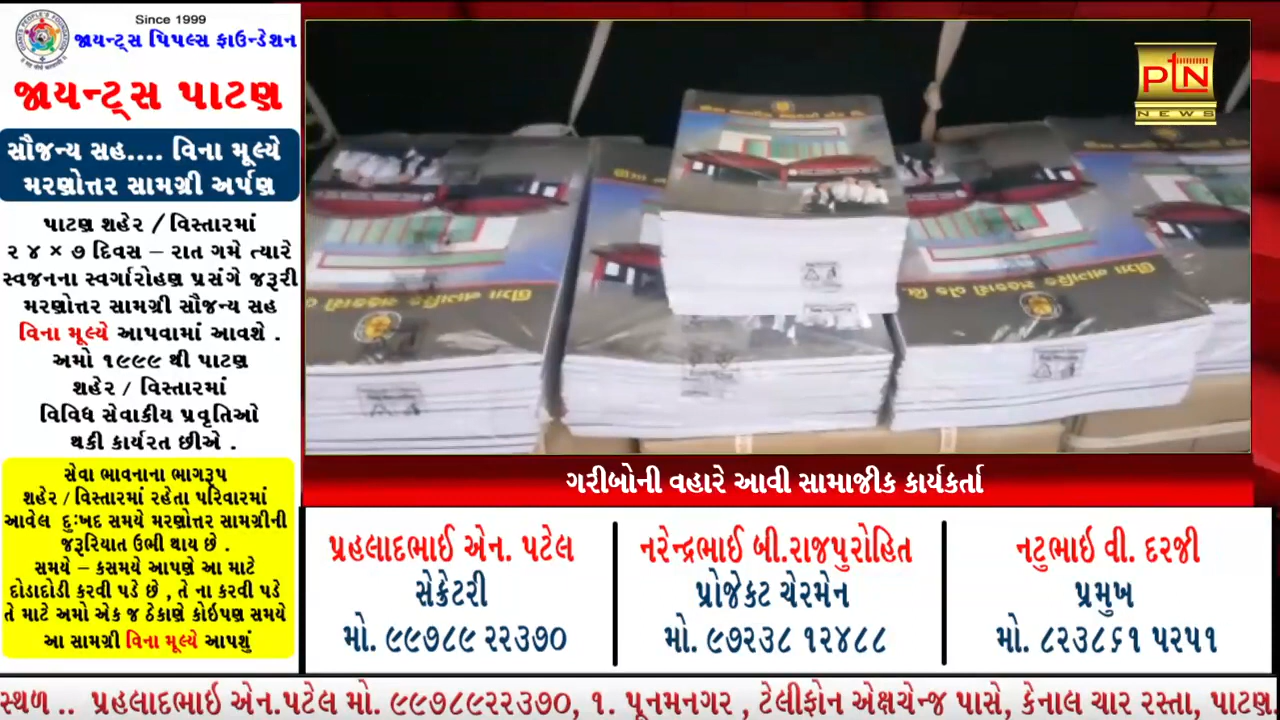 Since 1999
જાયન્ટ્સ પિપલ્સ ફાઉન્ડેશન
જાયન્ટ્સ પાટણ
સૌજન્ય સહ.... વિના મૂલ્યે
મરણોત્તર સામગ્રી અર્પણ
પાટણ શહેર / વિસ્તારમાં
૨ ૪ × ૭ દિવસ – રાત ગમે ત્યારે
સ્વજનના સ્વર્ગારોહણ પ્રસંગે જરૂરી
મરણોત્તર સામગ્રી સૌજન્ય સહ
વિના મૂલ્યે આપવામાં આવશે .
અમો ૧૯૯૯ થી પાટણ
શહેર / વિસ્તારમાં
વિવિધ સેવાકીય પ્રવૃતિઓ
થકી કાર્યરત છીએ .
સેવા ભાવનાના ભાગરૂપ
શહેર / વિસ્તારમાં રહેતા પરિવારમાં
આવેલ દુઃખદ સમયે મરણોત્તર સામગ્રીની
જરૂરિયાત ઉભી થાય છે .
સમયે – કસમયે આપણે આ માટે
દોડાદોડી કરવી પડે છે , તે ના કરવી પડે
તે માટે અમો એક જ ઠેકાણે કોઇપણ સમયે
આ સામગ્રી વિના મૂલ્યે આપશું
PTN
NEWS
ગરીબોની વહારે આવી સામાજીક કાર્યકર્તા
પ્રહલાદભાઈ એન. પટેલ
સેક્રેટરી
મો. ૯૯૭૮૯ ૨૨૩૭૦
નરેન્દ્રભાઈ બી.રાજપુરોહિત
પ્રોજેકટ ચેરમેન
મો. ૯૭૨૩૮ ૧૨૪૮૮
નટુભાઇ વી. દરજી
પ્રમુખ
મો. ૮૨૩૮૬૧ ૫૨૫૧
સ્થળ .. પ્રહલાદભાઇ એન.પટેલ મો. ૯૯૭૮૯૨૨૩૭૦, ૧. પૂનમનગર , ટેલીફોન એક્ષચેન્જ પાસે, કેનાલ ચાર રસ્તા, પાટણ.